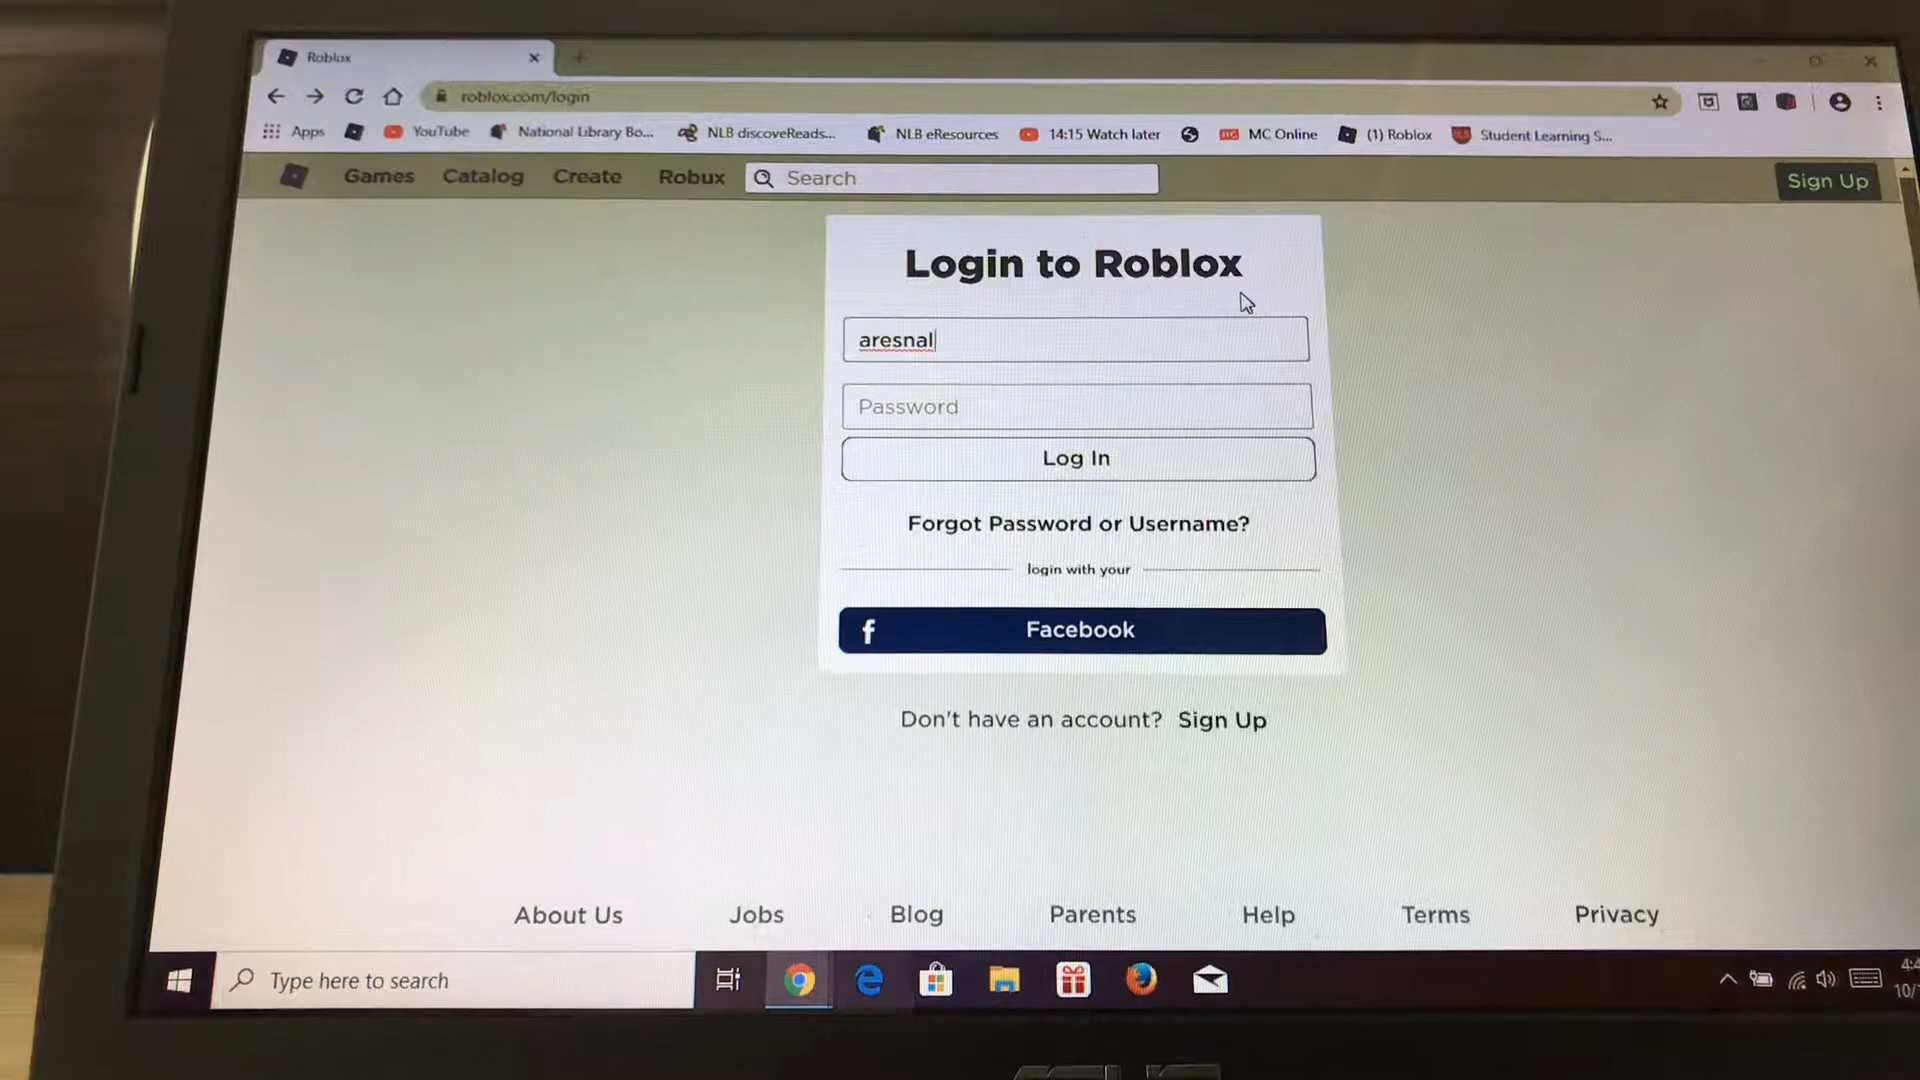 Roblox
roblox.com/login
Apps YouTube National Library Bo... NLB discoveReads... NLB eResources 14:15 Watch later MC Online (1) Roblox Student Learning S...
Games Catalog Create Robux Search Sign Up
Login to Roblox
aresnal
Password
Log In
Forgot Password or Username?
login with your
f Facebook
Don't have an account? Sign Up
About Us Jobs Blog Parents Help Terms Privacy
Type here to search